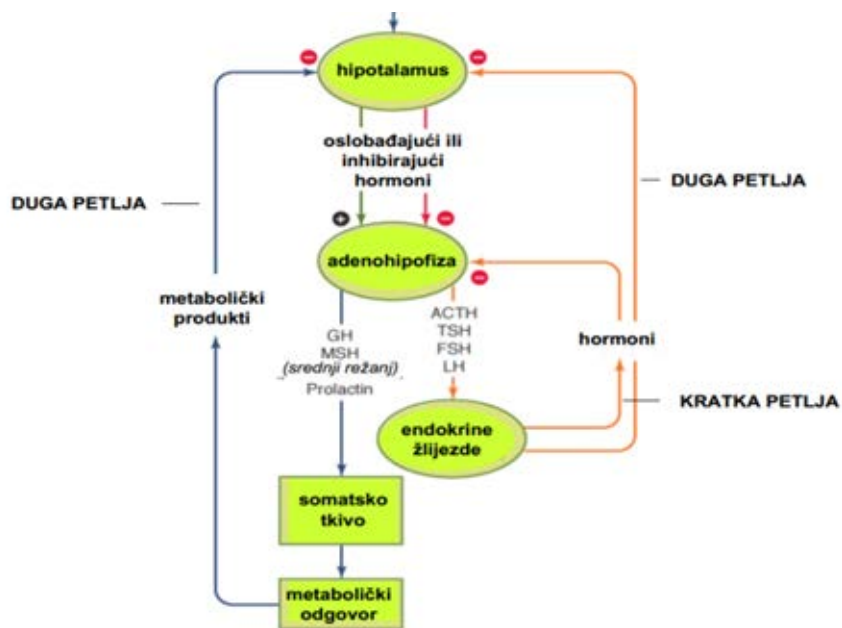 hipotalamus
oslobađajući ili
inhibirajući
hormoni
DUGA PETLJA
DUGA PETLJA
adenohipofiza
metabolički
produkti
GH
MSH
(srednji režanj)
Prolactin
ACTH
TSH
FSH
LH
hormoni
KRATKA PETLJA
endokrine
žlijezde
somatsko
tkivo
metabolički
odgovor